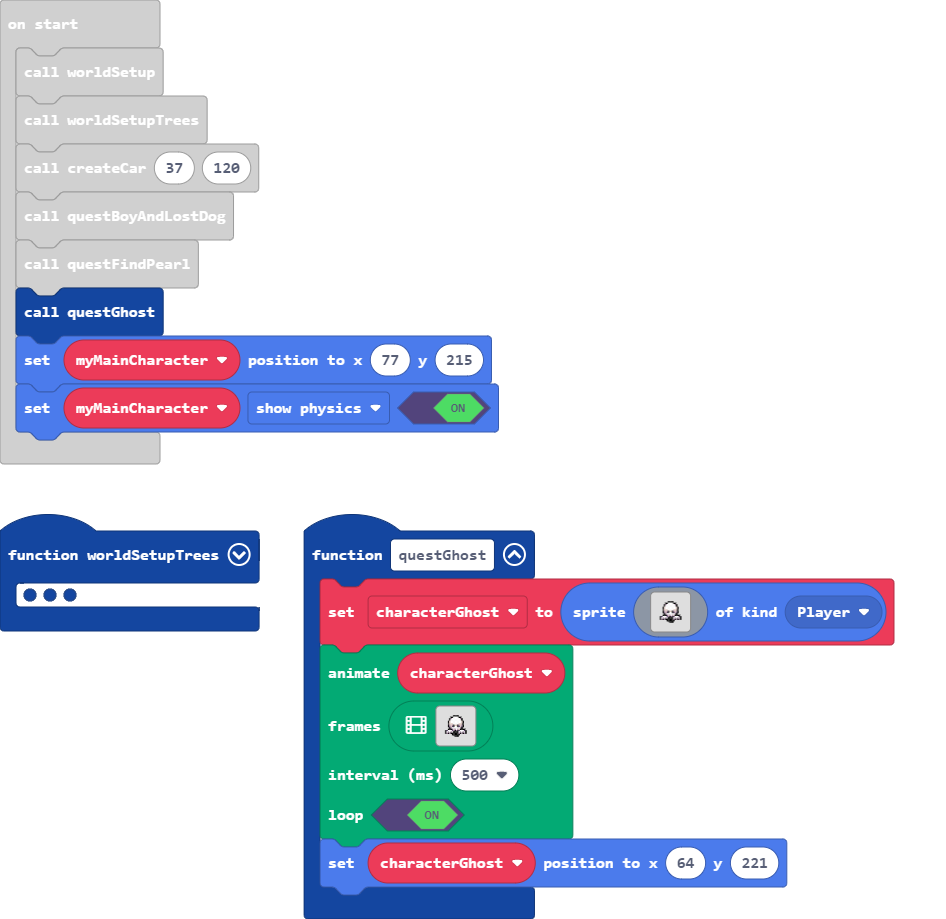 on start
call worldSetup
call worldSetupTrees
call createCar 37 120
call questBoyAndLostDog
call questFindPearl
call questGhost
set myMainCharacter position to x 77 y 215
set myMainCharacter show physics ON
function worldSetupTrees
function questGhost
set characterGhost to sprite of kind Player
animate characterGhost
frames
interval (ms) 500
loop ON
set characterGhost position to x 64 y 221